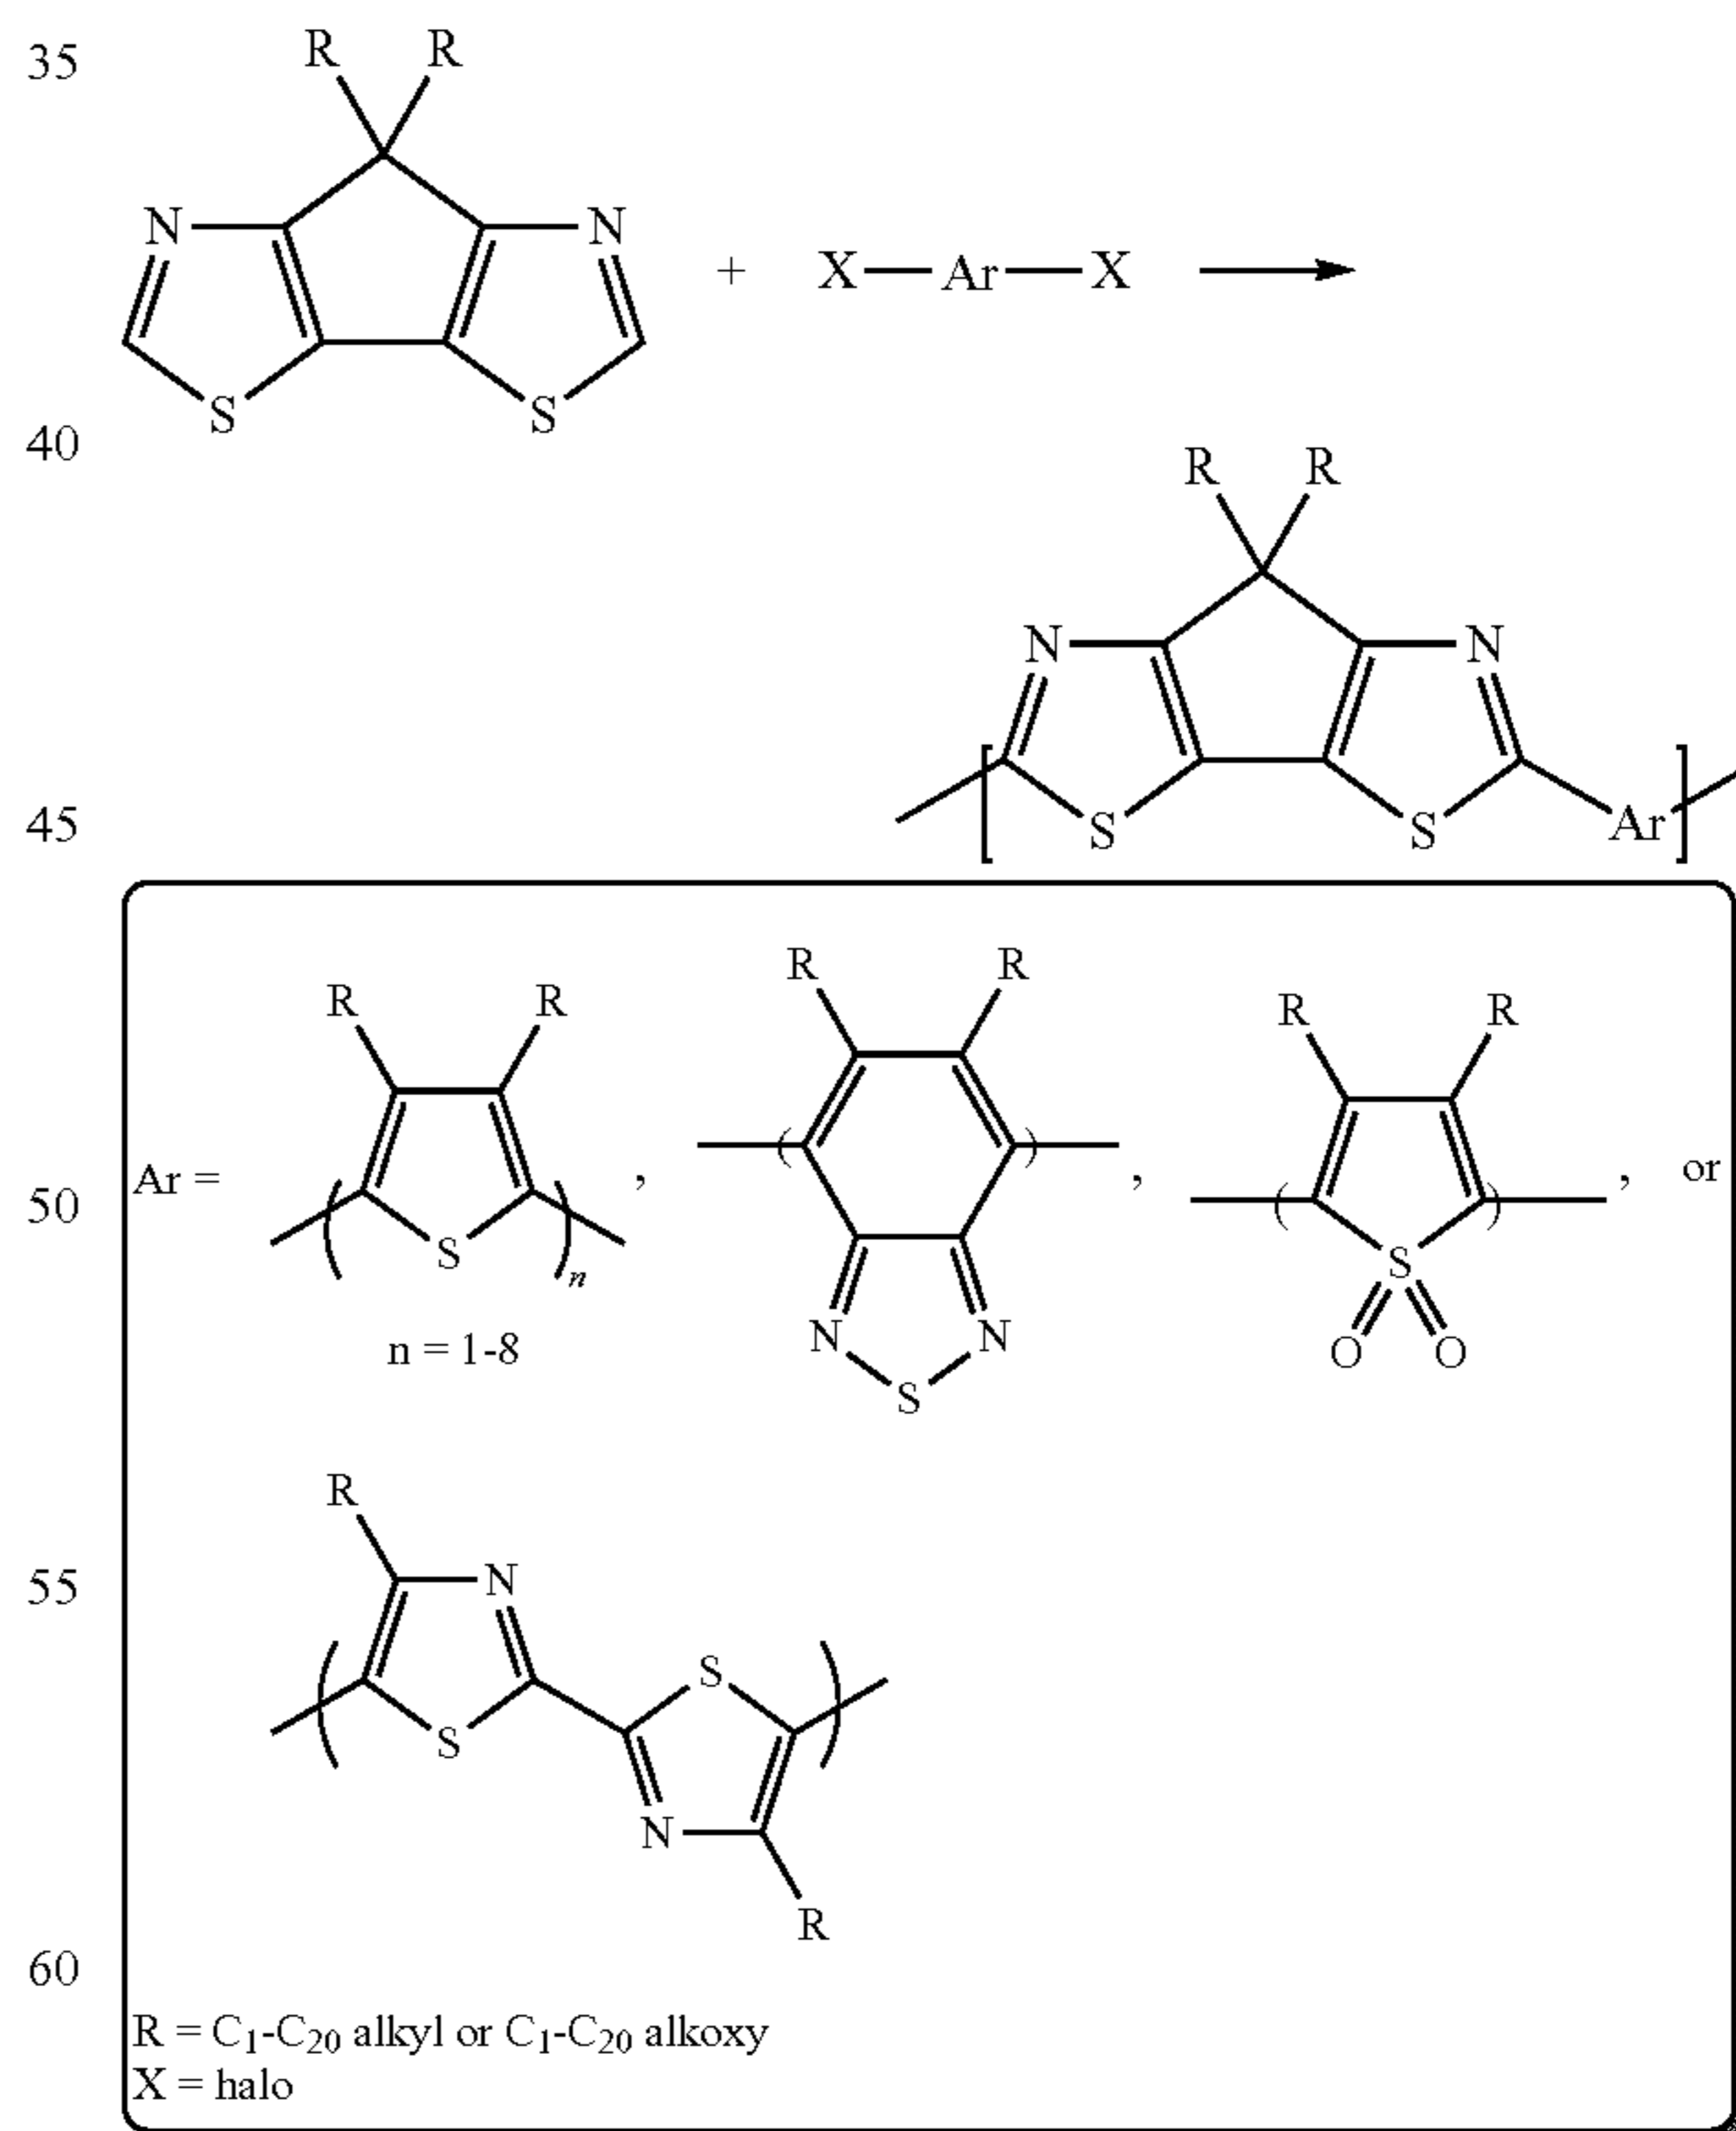 35
R R
N N
+ X—Ar—X
S S
40
R R
N N
S S Ar
45
R R
R R R R
Ar = , , , or
50
S S
n
N N
n = 1-8
O O
S
R
N
55
S
S
N
R
60
R = C₁-C₂₀ alkyl or C₁-C₂₀ alkoxy
X = halo